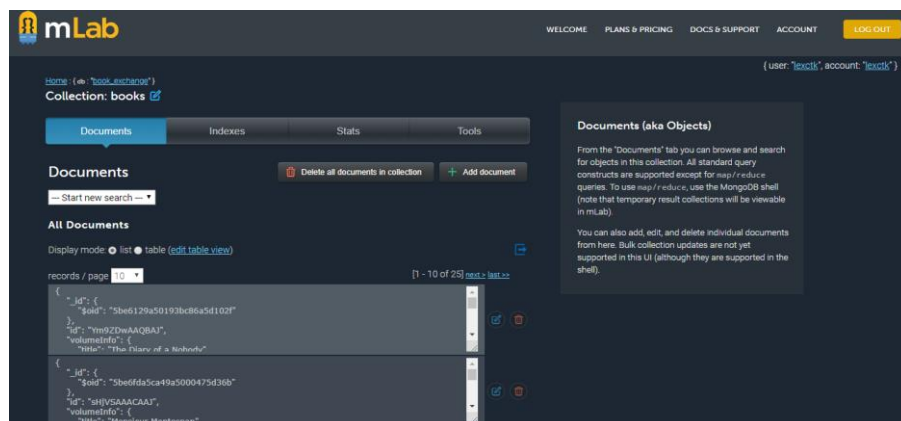 mLab
WELCOME PLANS & PRICING DOCS & SUPPORT ACCOUNT LOG OUT
{ user: "lexctk", account: "lexctk" }
Home : { db : "book_exchange" }
Collection: books
Documents Indexes Stats Tools
Documents
Delete all documents in collection
Add document
-- Start new search --
All Documents
Display mode: list table (edit table view)
records / page 10 [1 - 10 of 25] next > last >>
{
"_id": {
"$oid": "5be6129a50193bc86a5d102f"
},
"id": "Ym9ZDwAAQBAJ",
"volumeInfo": {
"title": "The Diary of a Nobody"
{
"_id": {
"$oid": "5be6fda5ca49a5000475d36b"
},
"id": "sHjVSAAACAAJ",
"volumeInfo": {
Documents (aka Objects)
From the "Documents" tab you can browse and search
for objects in this collection. All standard query
constructs are supported except for map/reduce
queries. To use map/reduce, use the MongoDB shell
(note that temporary result collections will be viewable
in mLab).
You can also add, edit, and delete individual documents
from here. Bulk collection updates are not yet
supported in this UI (although they are supported in the
shell).